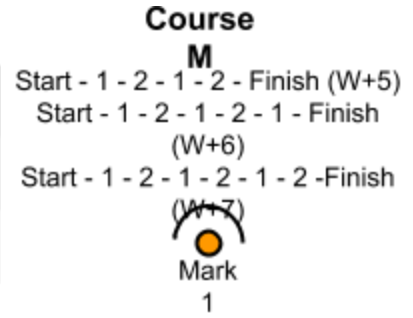 Course
M
Start - 1 - 2 - 1 - 2 - Finish (W+5)
Start - 1 - 2 - 1 - 2 - 1 - Finish
(W+6)
Start - 1 - 2 - 1 - 2 - 1 - 2 -Finish
(W+7)
Mark
1